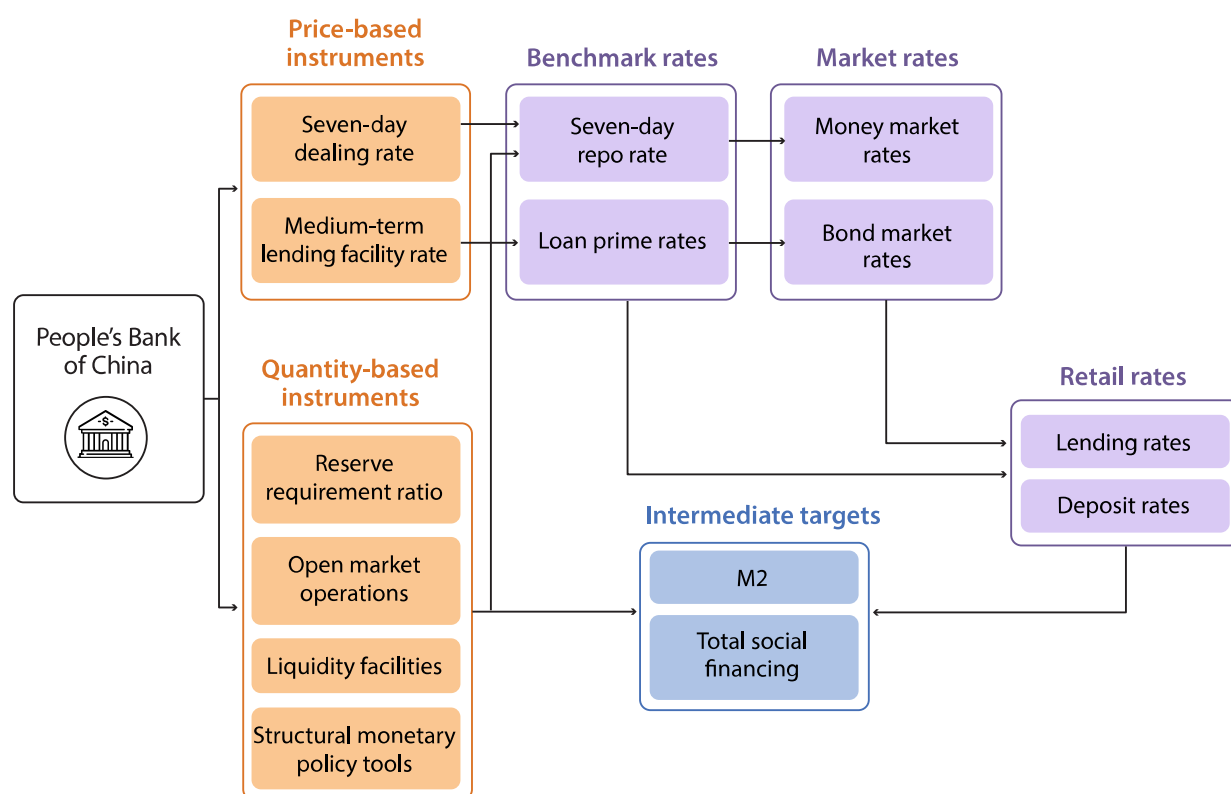 Price-based
instruments
Benchmark rates
Market rates
Seven-day
dealing rate
Seven-day
repo rate
Money market
rates
Medium-term
lending facility rate
Loan prime rates
Bond market
rates
People's Bank
of China
-$-
Quantity-based
instruments
Retail rates
Reserve
requirement ratio
Lending rates
Deposit rates
Intermediate targets
Open market
operations
M2
Liquidity facilities
Total social
financing
Structural monetary
policy tools